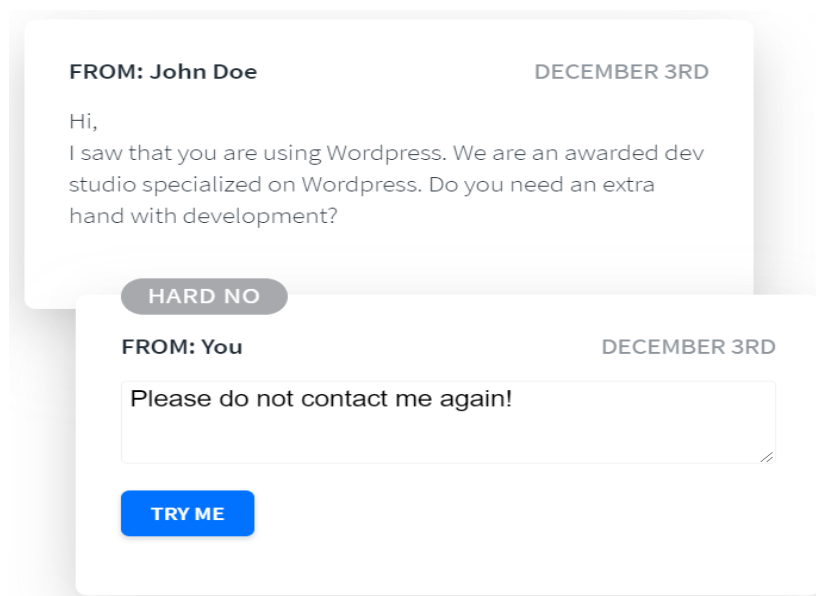 FROM: John Doe
DECEMBER 3RD
Hi,
I saw that you are using Wordpress. We are an awarded dev
studio specialized on Wordpress. Do you need an extra
hand with development?
HARD NO
FROM: You
DECEMBER 3RD
Please do not contact me again!
TRY ME